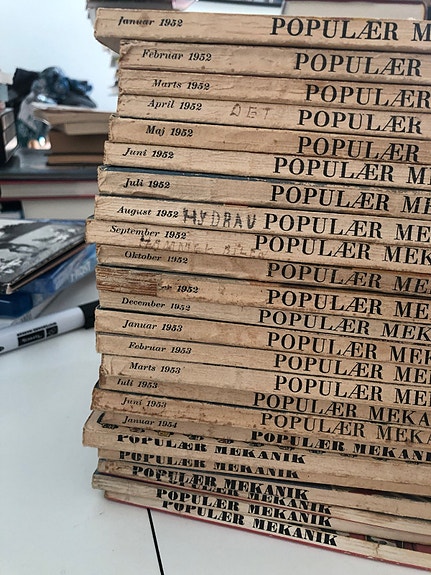 Januar 1952 POPULÆR M
Februar 1952 POPULÆR
Marts 1952 POPULÆR
April 1952 POPULÆR
Maj 1952 POPULÆR
Juni 1952 POPULÆR ME
Juli 1952 POPULÆR ME
August 1952 HYDRAU POPULÆR ME
September 1952 POPULÆR ME
Oktober 1952 POPULÆR ME
1952 POPULÆR ME
December 1952 POPULÆR ME
Januar 1953 POPULÆR ME
Februar 1953 POPULÆR ME
Marts 1953 POPULÆR ME
Juli 1953 POPULÆR MEK
Juni 1953 POPULÆR MEKA
Januar 1954 POPULÆR MEKANI
POPULÆR MEKANIK
POPULÆR MEKANIK
POPULÆR MEKANIK
POPULÆR MEKANIK
POPULÆR MEKANIK
POPULÆR MEKANIK